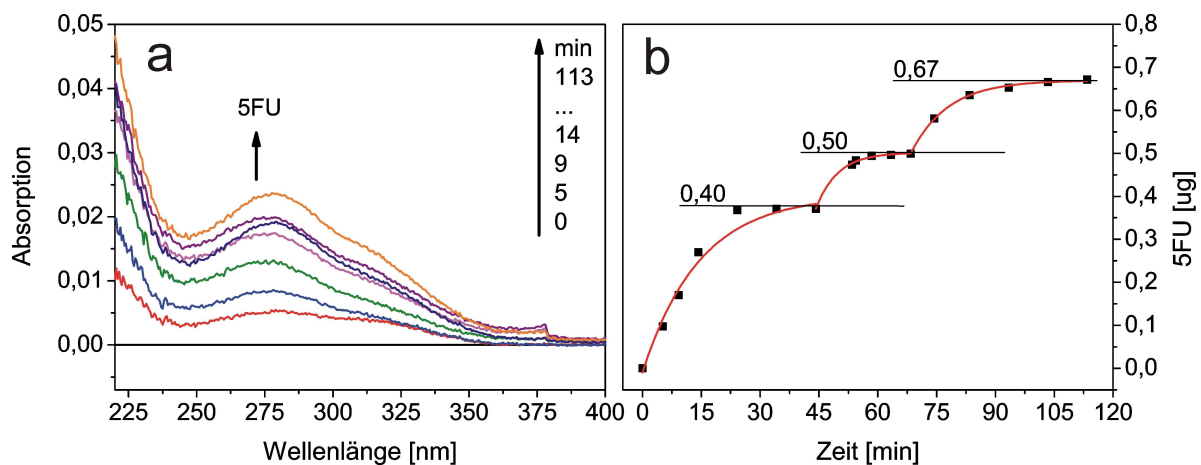 a
5FU
min
113
...
14
9
5
0
0,05
0,04
0,03
0,02
0,01
0,00
Absorption
225 250 275 300 325 350 375 400
Wellenlänge [nm]
b
0,67
0,50
0,40
0,8
0,7
0,6
0,5
0,4
0,3
0,2
0,1
0,0
5FU [ug]
0 15 30 45 60 75 90 105 120
Zeit [min]